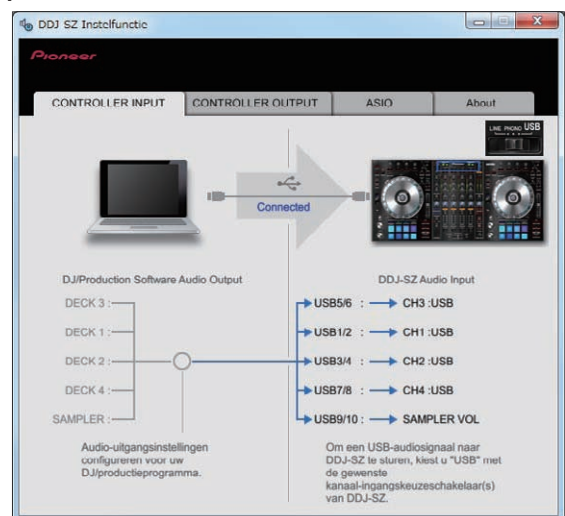 DDJ SZ Instelfunctie
Pioneer
CONTROLLER INPUT
CONTROLLER OUTPUT
ASIO
About
LINE PHONO USB
Connected
DJ/Production Software Audio Output
DDJ-SZ Audio Input
DECK 3 :
USB5/6 : CH3 :USB
DECK 1 :
USB1/2 : CH1 :USB
DECK 2 :
USB3/4 : CH2 :USB
DECK 4 :
USB7/8 : CH4 :USB
SAMPLER :
USB9/10 : SAMPLER VOL
Audio-uitgangsinstellingen
configureren voor uw
DJ/productieprogramma.
Om een USB-audiosignaal naar
DDJ-SZ te sturen, kiest u "USB" met
de gewenste
kanaal-ingangskeuzeschakelaar(s)
van DDJ-SZ.